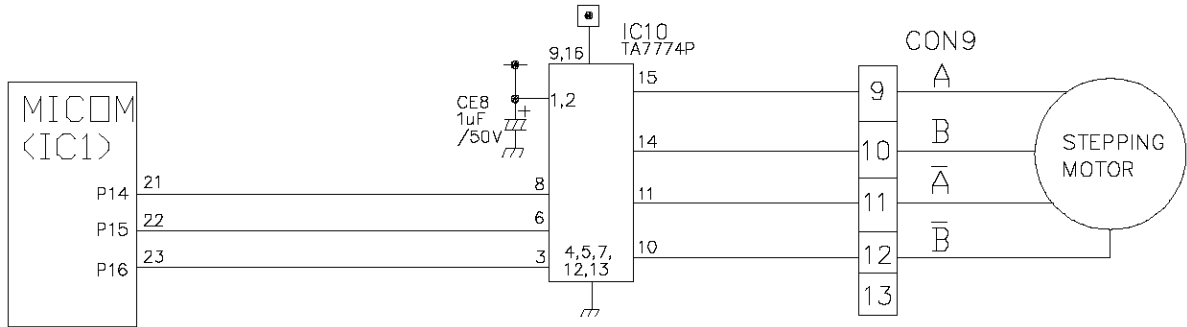 IC10
TA7774P
9,16
CON9
MICOM
(IC1)
CE8
1uF
/50V
+
1,2
15
9
A
14
10
B
STEPPING
MOTOR
P14
21
8
11
11
A̅
P15
22
6
P16
23
3
4,5,7,
12,13
10
12
B̅
13